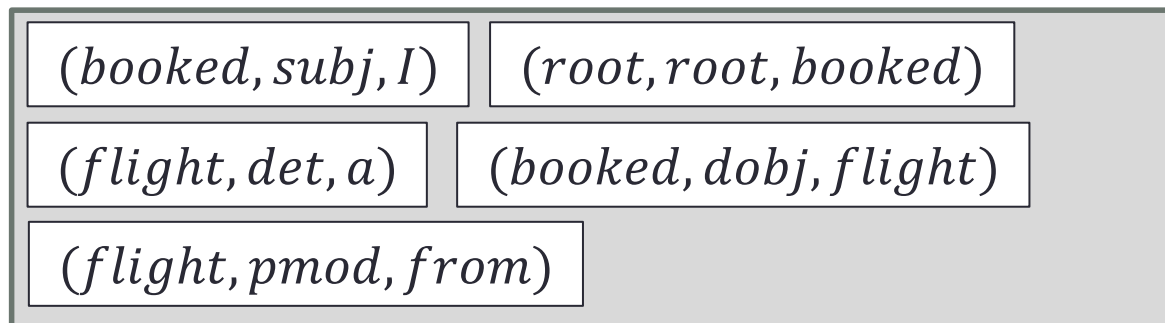 (booked, subj, I) (root, root, booked)
(flight, det, a) (booked, dobj, flight)
(flight, pmod, from)